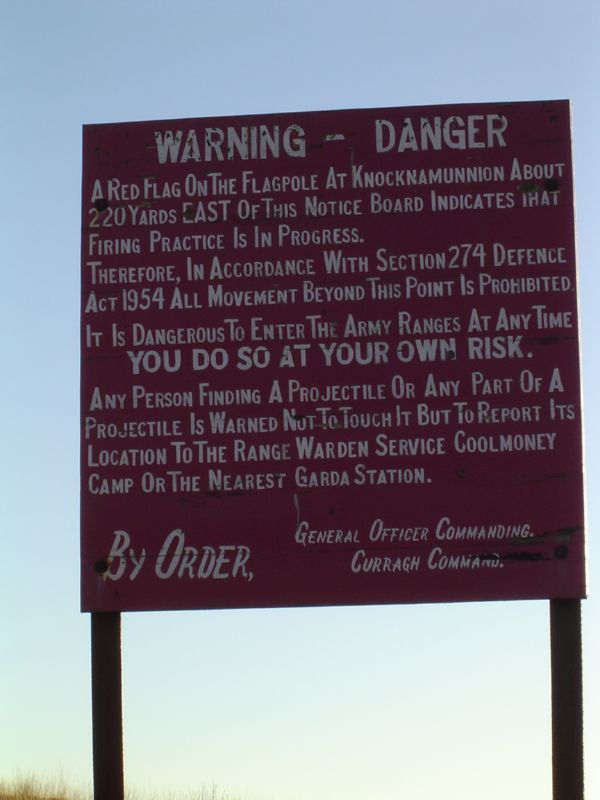 WARNING - DANGER
A RED FLAG ON THE FLAGPOLE AT KNOCKNAMUNNION ABOUT
220 YARDS EAST OF THIS NOTICE BOARD INDICATES THAT
FIRING PRACTICE IS IN PROGRESS.
THEREFORE, IN ACCORDANCE WITH SECTION 274 DEFENCE
ACT 1954 ALL MOVEMENT BEYOND THIS POINT IS PROHIBITED.
IT IS DANGEROUS TO ENTER THE ARMY RANGES AT ANY TIME
YOU DO SO AT YOUR OWN RISK.
ANY PERSON FINDING A PROJECTILE OR ANY PART OF A
PROJECTILE IS WARNED NOT TO TOUCH IT BUT TO REPORT ITS
LOCATION TO THE RANGE WARDEN SERVICE COOLMONEY
CAMP OR THE NEAREST GARDA STATION.
GENERAL OFFICER COMMANDING.
BY ORDER, CURRAGH COMMAND.